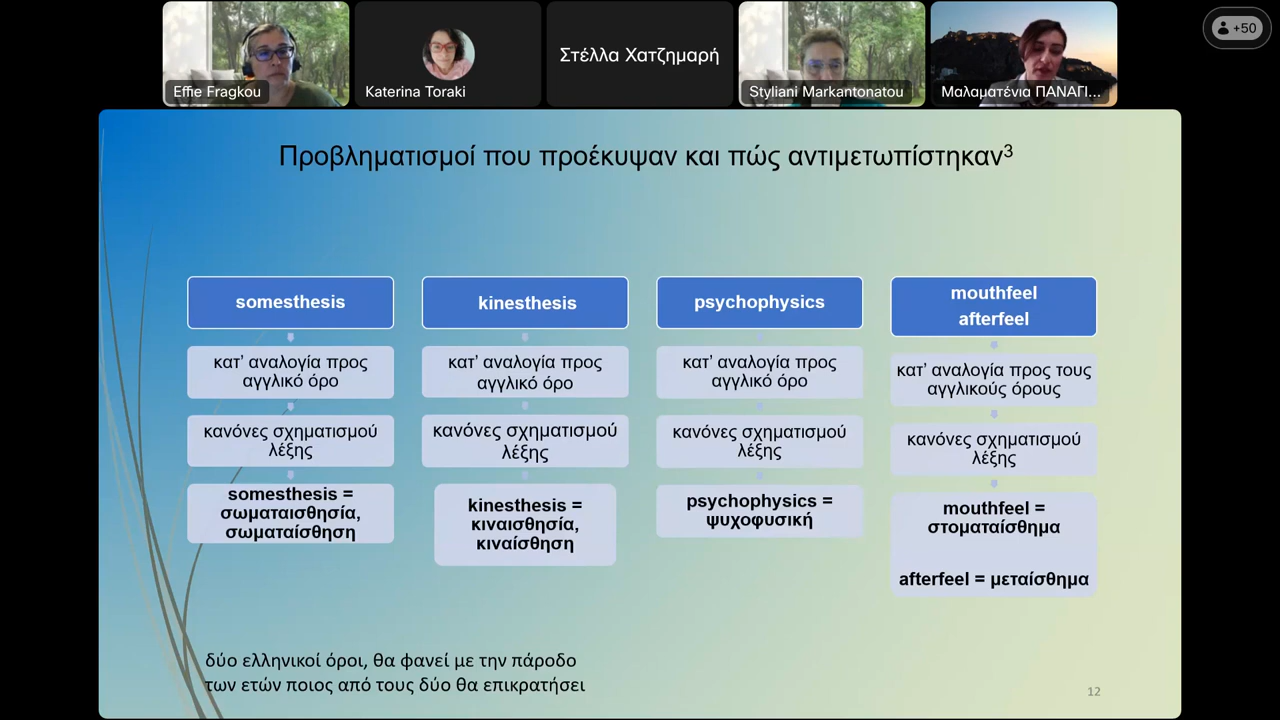 Effie Fragkou
Katerina Toraki
Στέλλα Χατζημαρή
Styliani Markantonatou
Μαλαματένια ΠΑΝΑΓΙ...
+50
Προβληματισμοί που προέκυψαν και πώς αντιμετωπίστηκαν³
somesthesis
κατ’ αναλογία προς
αγγλικό όρο
κανόνες σχηματισμού
λέξης
somesthesis =
σωματαισθησία,
σωματαίσθηση
kinesthesis
κατ’ αναλογία προς
αγγλικό όρο
κανόνες σχηματισμού
λέξης
kinesthesis =
κιναισθησία,
κιναίσθηση
psychophysics
κατ’ αναλογία προς
αγγλικό όρο
κανόνες σχηματισμού
λέξης
psychophysics =
ψυχοφυσική
mouthfeel
afterfeel
κατ’ αναλογία προς τους
αγγλικούς όρους
κανόνες σχηματισμού
λέξης
mouthfeel =
στοματαίσθημα
afterfeel = μεταίσθημα
δύο ελληνικοί όροι, θα φανεί με την πάροδο
των ετών ποιος από τους δύο θα επικρατήσει
12